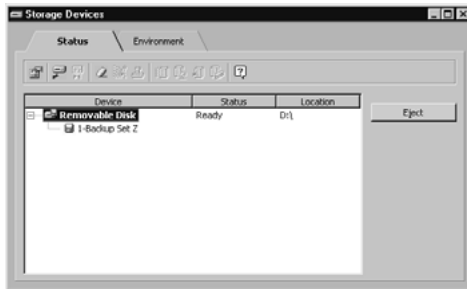 Storage Devices
Status Environment
Device Status Location
Removable Disk Ready D:\
1-Backup Set Z
Eject